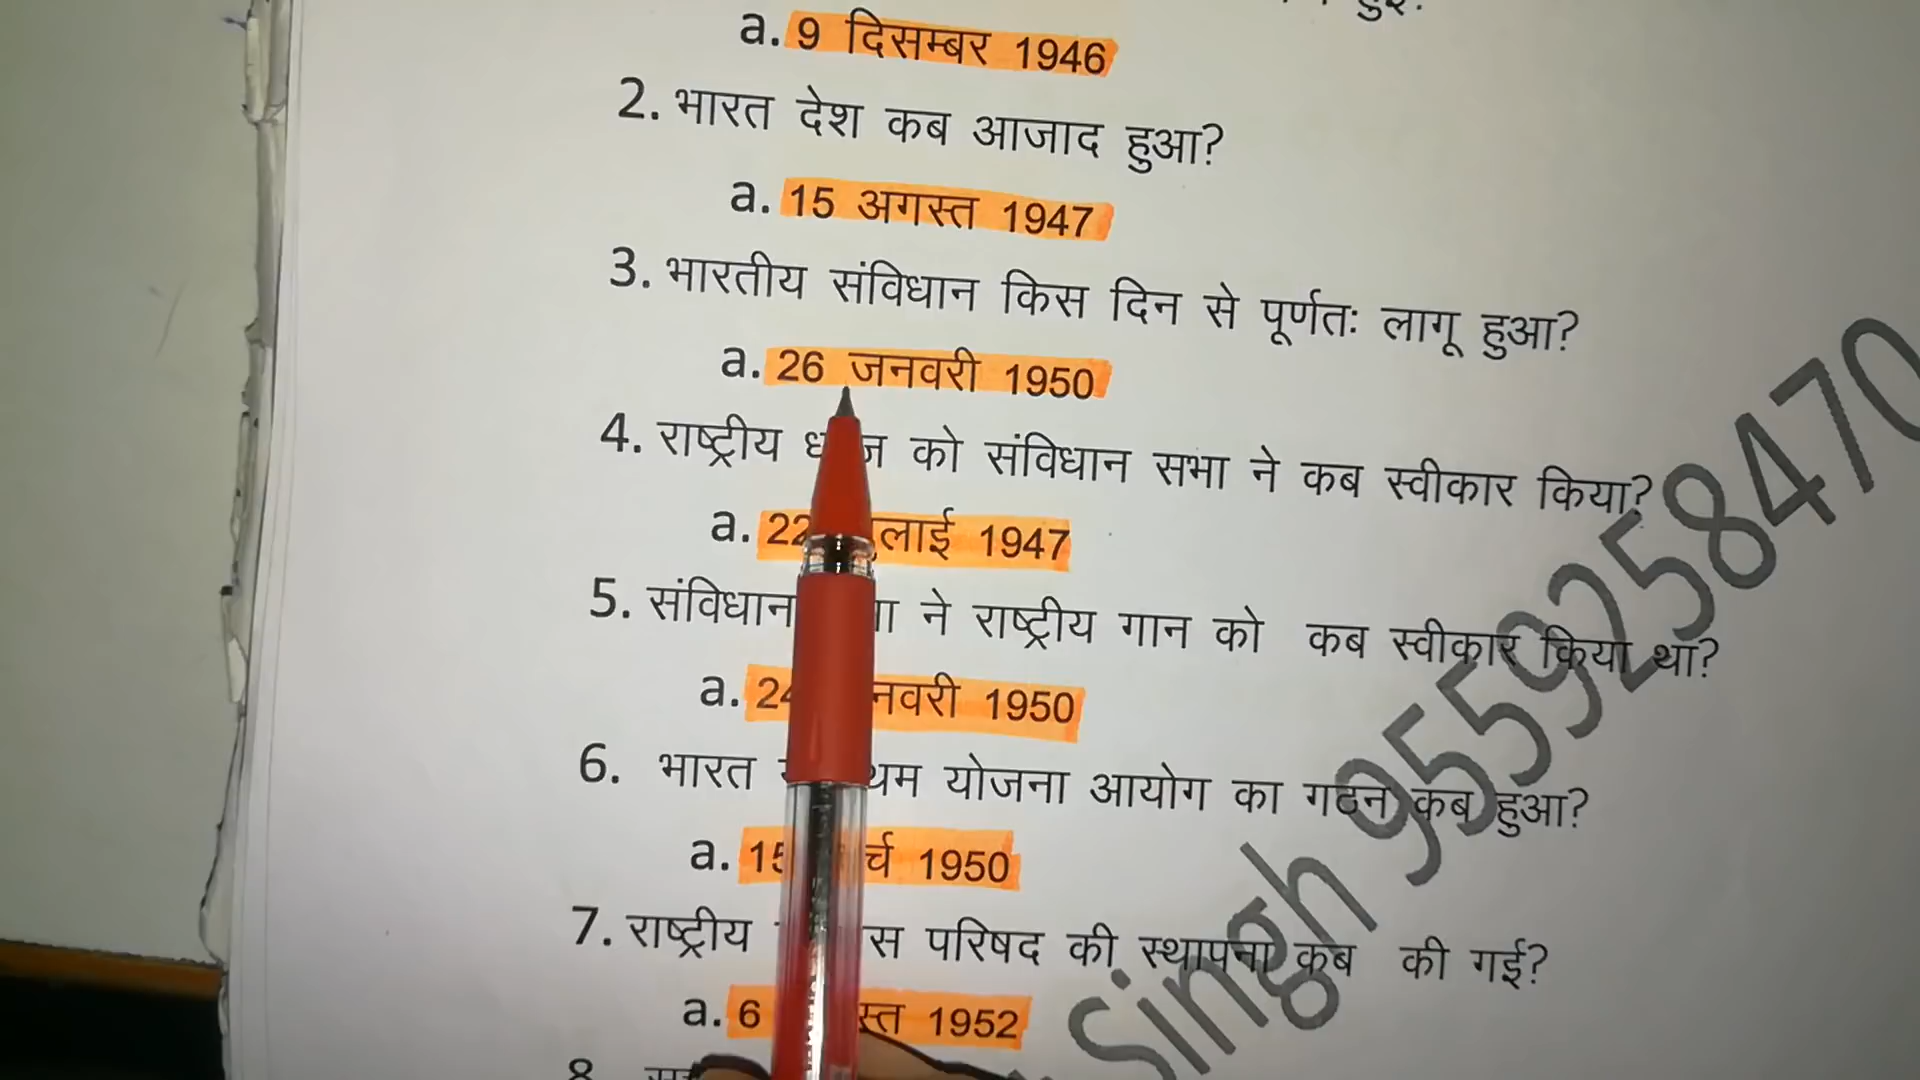 a. 9 दिसम्बर 1946
2. भारत देश कब आजाद हुआ?
a. 15 अगस्त 1947
3. भारतीय संविधान किस दिन से पूर्णतः लागू हुआ?
a. 26 जनवरी 1950
4. राष्ट्रीय को संविधान सभा ने कब स्वीकार किया?
a. 22 1947
5. संविधान ने राष्ट्रीय गान को कब स्वीकार किया था?
a. 1950
6. भारत योजना आयोग का गठन कब हुआ?
a. 1950
7. राष्ट्रीय परिषद की स्थापना कब की गई?
a. 6 1952
8.
Singh 9559258470